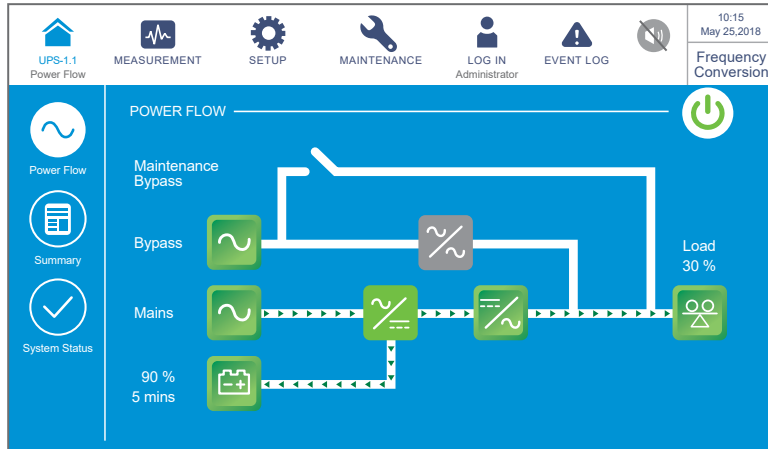 UPS-1.1
Power Flow
MEASUREMENT
SETUP
MAINTENANCE
LOG IN
Administrator
EVENT LOG
10:15
May 25,2018
Frequency
Conversion
Power Flow
Summary
System Status
POWER FLOW
Maintenance
Bypass
Bypass
Mains
90 %
5 mins
Load
30 %